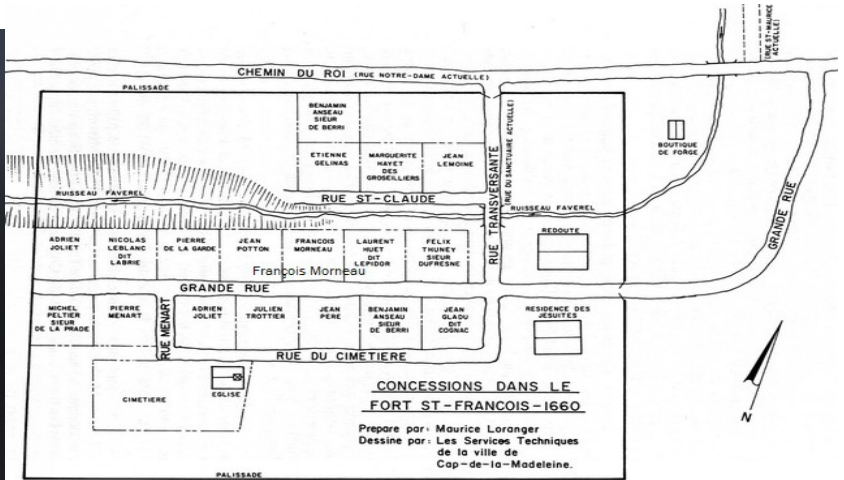 (RUE ST-MAURICE
ACTUELLE)
CHEMIN DU ROI (RUE NOTRE-DAME ACTUELLE)
PALISSADE
BENJAMIN
ANSEAU
SIEUR
DE BERRI
ETIENNE
GELINAS
MARGUERITE
HAYET
DES
GROSEILLIERS
JEAN
LEMOINE
RUE TRANSVERSANTE
(RUE DU SANCTUAIRE ACTUELLE)
BOUTIQUE
DE FORGE
GRANDE RUE
RUISSEAU FAVEREL
RUE ST-CLAUDE
RUISSEAU FAVEREL
ADRIEN
JOLIET
NICOLAS
LEBLANC
DIT
LABRIE
PIERRE
DE LA GARDE
JEAN
POTTON
FRANCOIS
MORNEAU
LAURENT
HUET
DIT
LEPIDOR
FELIX
THUNEY
SIEUR
DUFRESNE
REDOUTE
François Morneau
GRANDE RUE
MICHEL
PELTIER
SIEUR
DE LA PRADE
PIERRE
MENART
RUE MENART
ADRIEN
JOLIET
JULIEN
TROTTIER
JEAN
PERE
BENJAMIN
ANSEAU
SIEUR
DE BERRI
JEAN
GLADU
DIT
COGNAC
RESIDENCE DES
JESUITES
RUE DU CIMETIERE
CIMETIERE
EGLISE
CONCESSIONS DANS LE
FORT ST-FRANCOIS-1660
Prepare par: Maurice Loranger
Dessine par: Les Services Techniques
de la ville de
Cap-de-la-Madeleine.
N
PALISSADE